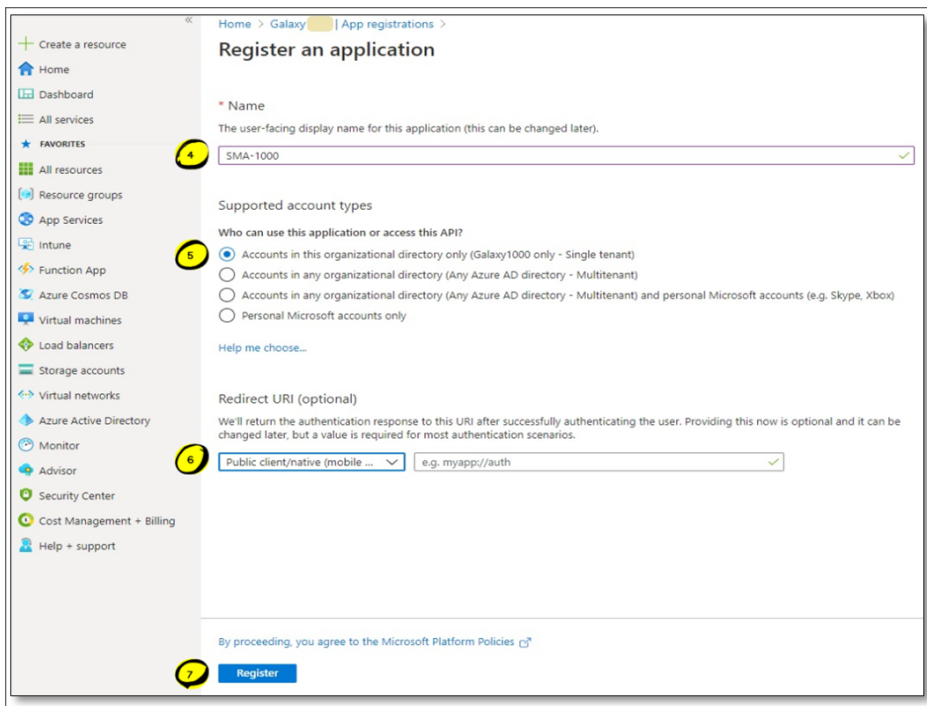 «
Create a resource
Home
Dashboard
All services
FAVORITES
All resources
Resource groups
App Services
Intune
Function App
Azure Cosmos DB
Virtual machines
Load balancers
Storage accounts
Virtual networks
Azure Active Directory
Monitor
Advisor
Security Center
Cost Management + Billing
Help + support
Home > Galaxy | App registrations >
Register an application
* Name
The user-facing display name for this application (this can be changed later).
4
SMA-1000
Supported account types
Who can use this application or access this API?
5
Accounts in this organizational directory only (Galaxy1000 only - Single tenant)
Accounts in any organizational directory (Any Azure AD directory - Multitenant)
Accounts in any organizational directory (Any Azure AD directory - Multitenant) and personal Microsoft accounts (e.g. Skype, Xbox)
Personal Microsoft accounts only
Help me choose...
Redirect URI (optional)
We'll return the authentication response to this URI after successfully authenticating the user. Providing this now is optional and it can be
changed later, but a value is required for most authentication scenarios.
6
Public client/native (mobile ... e.g. myapp://auth
By proceeding, you agree to the Microsoft Platform Policies
7
Register